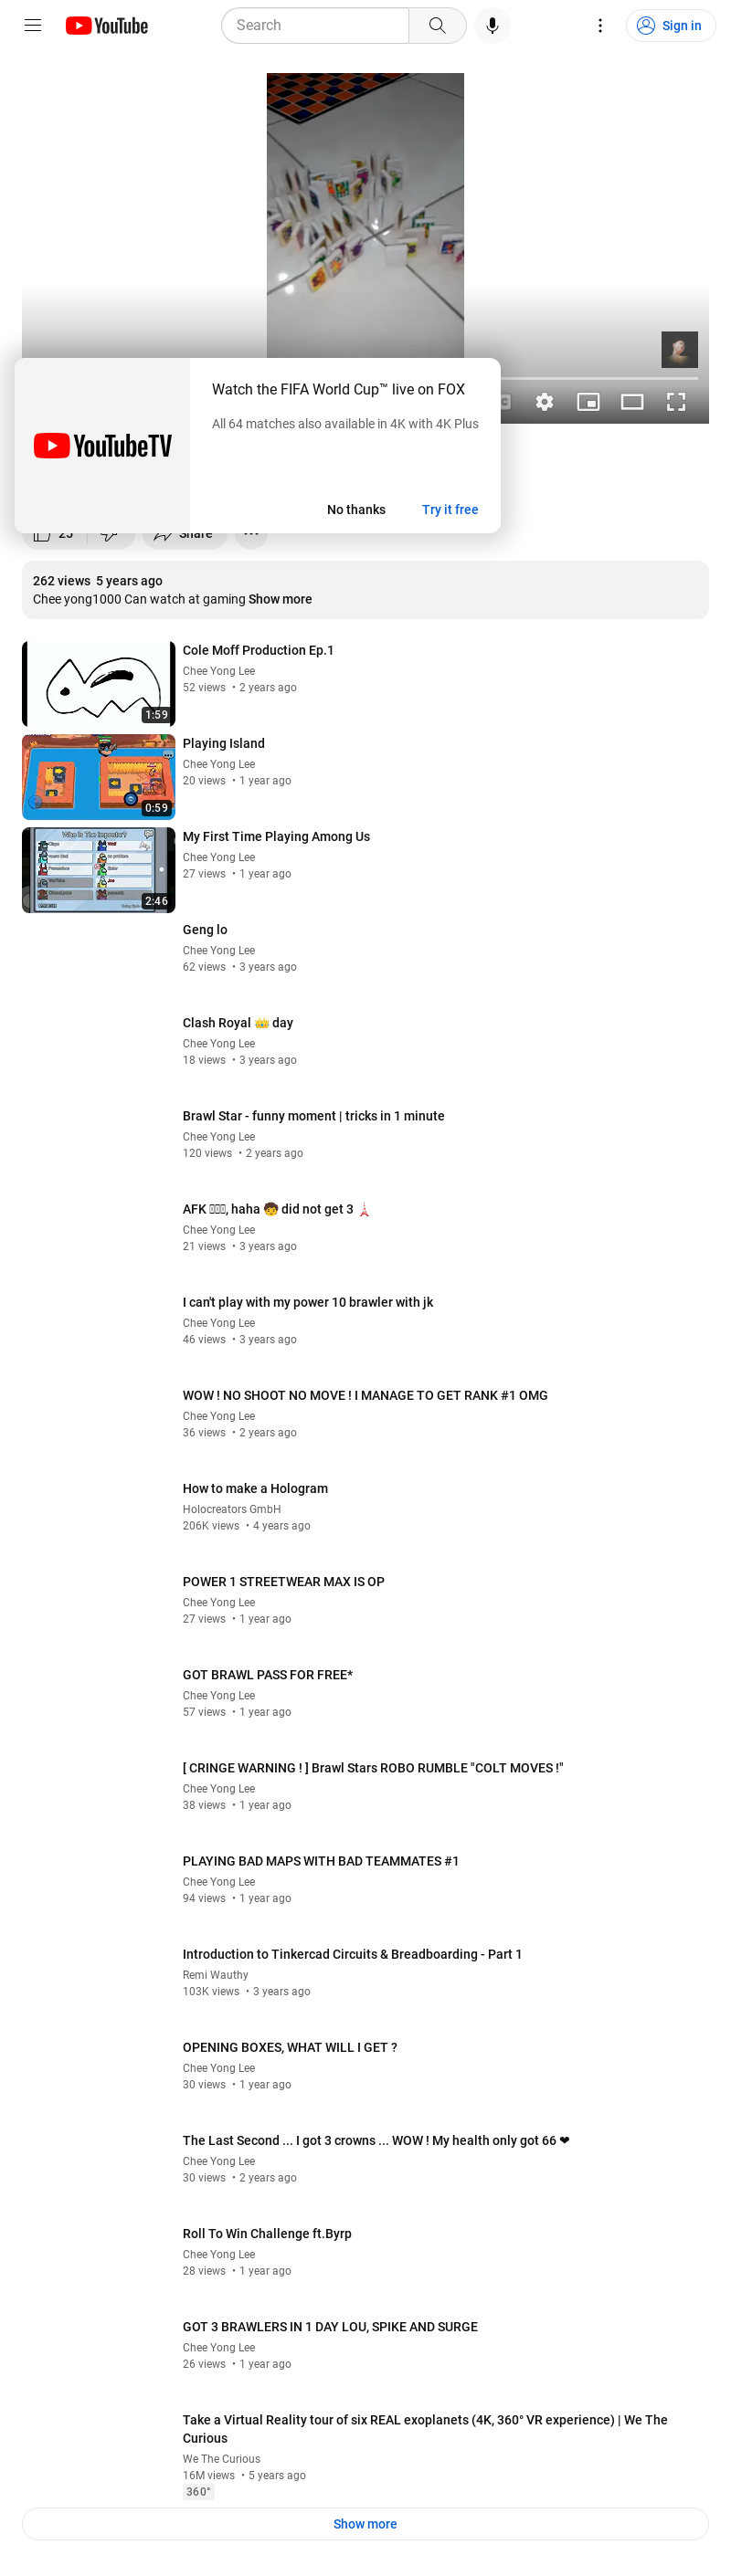 YouTube
Search
Sign in
Watch the FIFA World Cup™ live on FOX
All 64 matches also available in 4K with 4K Plus
YouTubeTV
No thanks
Try it free
25
Share
262 views 5 years ago
Chee yong1000 Can watch at gaming Show more
Cole Moff Production Ep.1
Chee Yong Lee
52 views • 2 years ago
1:59
Playing Island
Chee Yong Lee
20 views • 1 year ago
0:59
Who Is The Impostor?
My First Time Playing Among Us
Chee Yong Lee
27 views • 1 year ago
2:46
Geng lo
Chee Yong Lee
62 views • 3 years ago
Clash Royal 👑 day
Chee Yong Lee
18 views • 3 years ago
Brawl Star - funny moment | tricks in 1 minute
Chee Yong Lee
120 views • 2 years ago
AFK , haha 🧒 did not get 3 🗼
Chee Yong Lee
21 views • 3 years ago
I can't play with my power 10 brawler with jk
Chee Yong Lee
46 views • 3 years ago
WOW ! NO SHOOT NO MOVE ! I MANAGE TO GET RANK #1 OMG
Chee Yong Lee
36 views • 2 years ago
How to make a Hologram
Holocreators GmbH
206K views • 4 years ago
POWER 1 STREETWEAR MAX IS OP
Chee Yong Lee
27 views • 1 year ago
GOT BRAWL PASS FOR FREE*
Chee Yong Lee
57 views • 1 year ago
[ CRINGE WARNING ! ] Brawl Stars ROBO RUMBLE "COLT MOVES !"
Chee Yong Lee
38 views • 1 year ago
PLAYING BAD MAPS WITH BAD TEAMMATES #1
Chee Yong Lee
94 views • 1 year ago
Introduction to Tinkercad Circuits & Breadboarding - Part 1
Remi Wauthy
103K views • 3 years ago
OPENING BOXES, WHAT WILL I GET ?
Chee Yong Lee
30 views • 1 year ago
The Last Second ... I got 3 crowns ... WOW ! My health only got 66 ❤
Chee Yong Lee
30 views • 2 years ago
Roll To Win Challenge ft.Byrp
Chee Yong Lee
28 views • 1 year ago
GOT 3 BRAWLERS IN 1 DAY LOU, SPIKE AND SURGE
Chee Yong Lee
26 views • 1 year ago
Take a Virtual Reality tour of six REAL exoplanets (4K, 360° VR experience) | We The
Curious
We The Curious
16M views • 5 years ago
360°
Show more